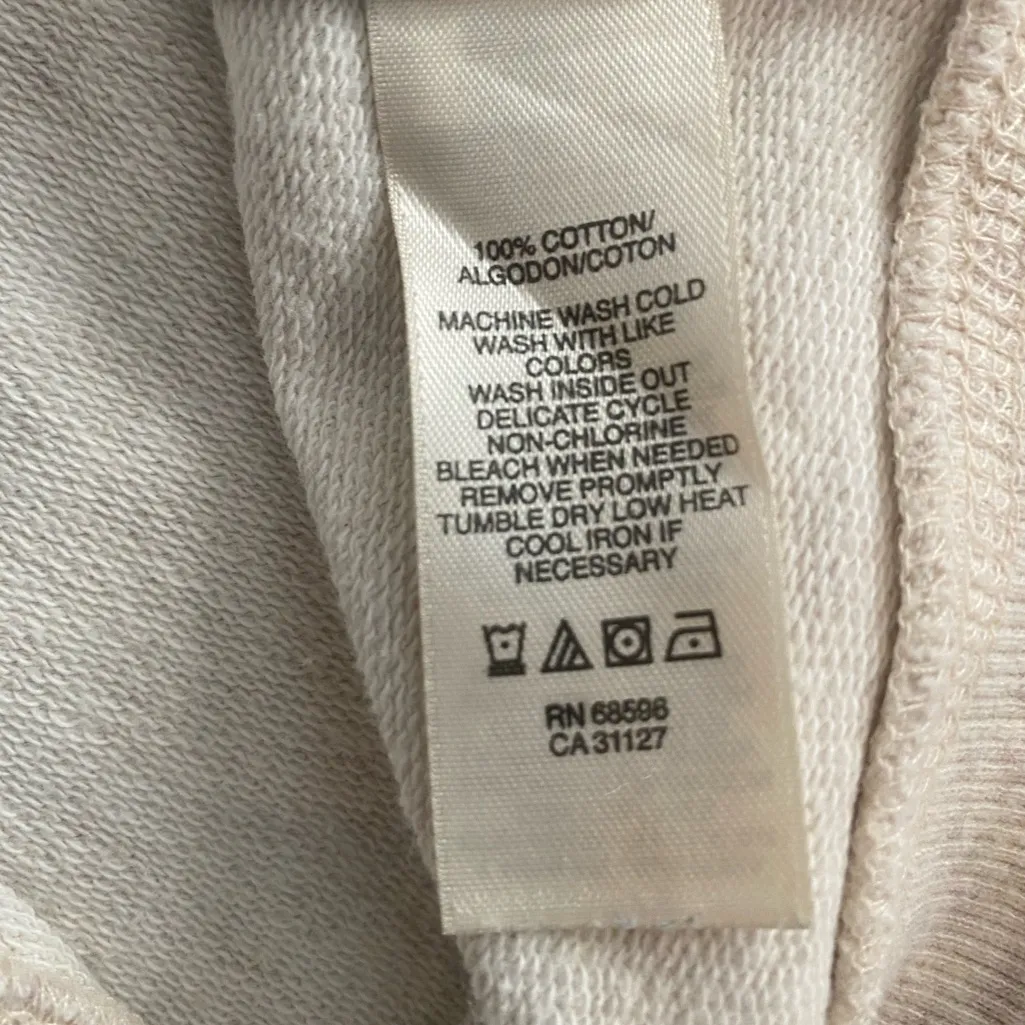 100% COTTON/
ALGODON/COTON
MACHINE WASH COLD
WASH WITH LIKE
COLORS
WASH INSIDE OUT
DELICATE CYCLE
NON-CHLORINE
BLEACH WHEN NEEDED
REMOVE PROMPTLY
TUMBLE DRY LOW HEAT
COOL IRON IF
NECESSARY
RN 68596
CA 31127